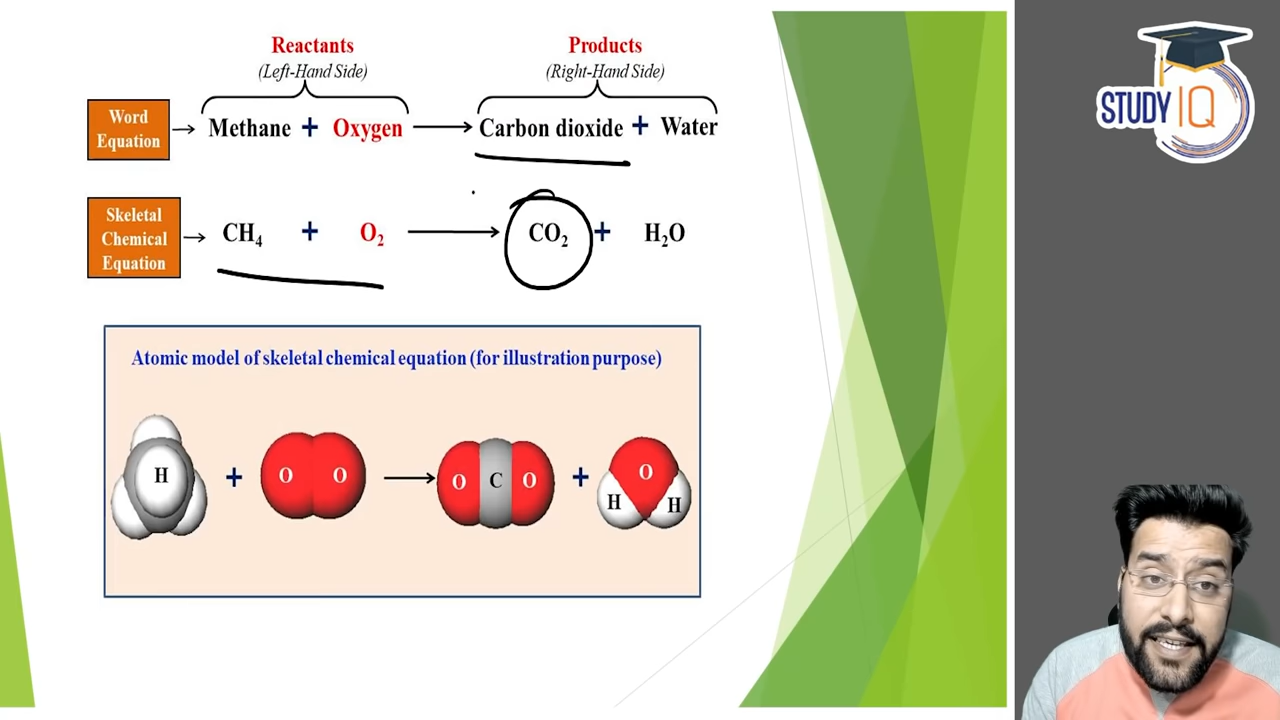 Reactants
(Left-Hand Side)
Products
(Right-Hand Side)
Word Equation
Methane + Oxygen → Carbon dioxide + Water
Skeletal Chemical Equation
CH₄ + O₂ → CO₂ + H₂O
Atomic model of skeletal chemical equation (for illustration purpose)
H + O O → O C O + H O H
STUDY IQ